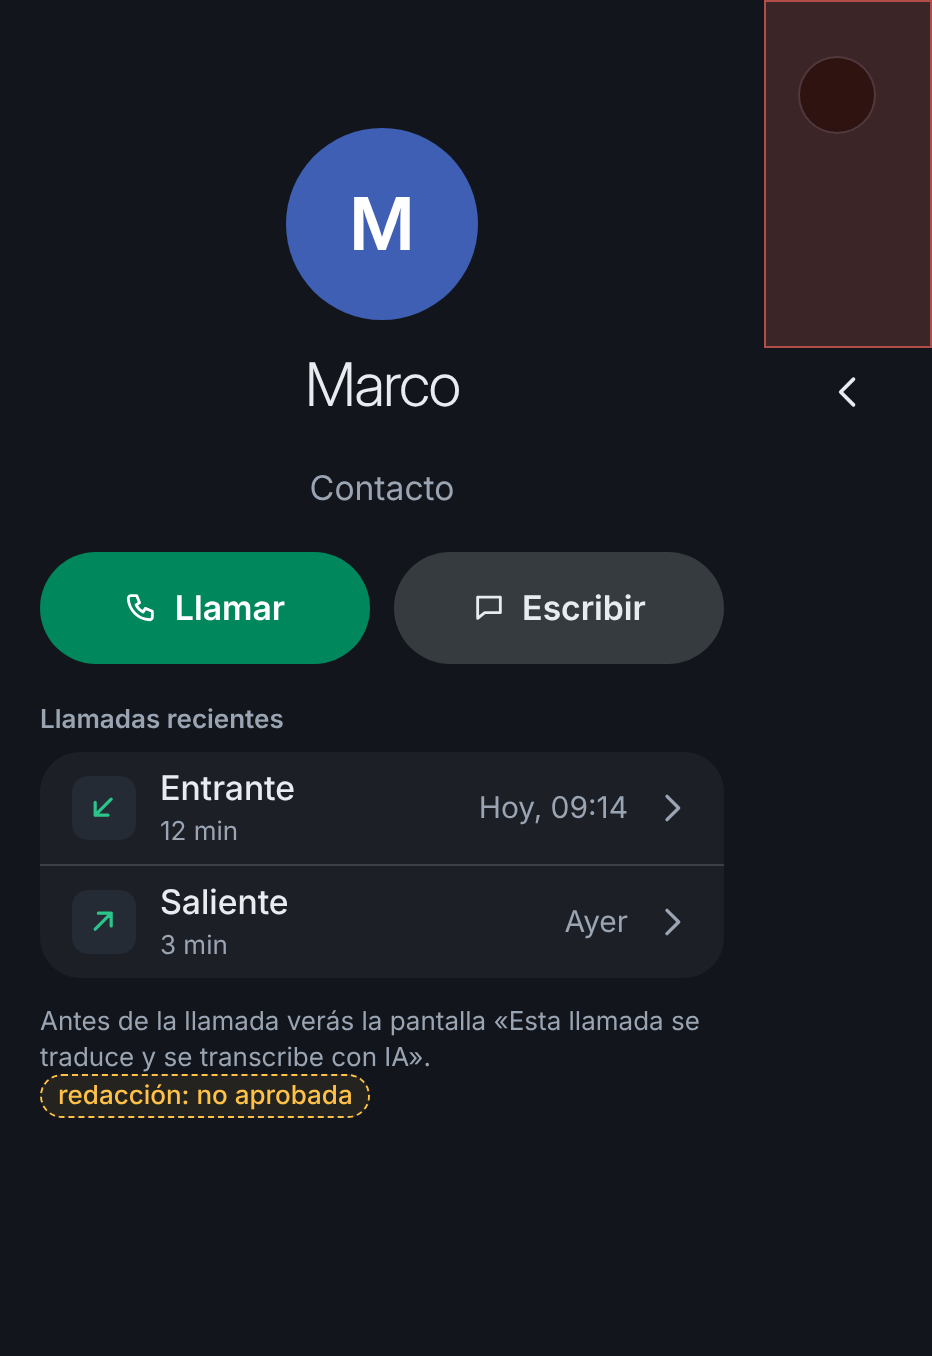 M
Marco
Contacto
Llamar
Escribir
Llamadas recientes
Entrante
12 min
Hoy, 09:14
Saliente
3 min
Ayer
Antes de la llamada verás la pantalla «Esta llamada se
traduce y se transcribe con IA».
redacción: no aprobada